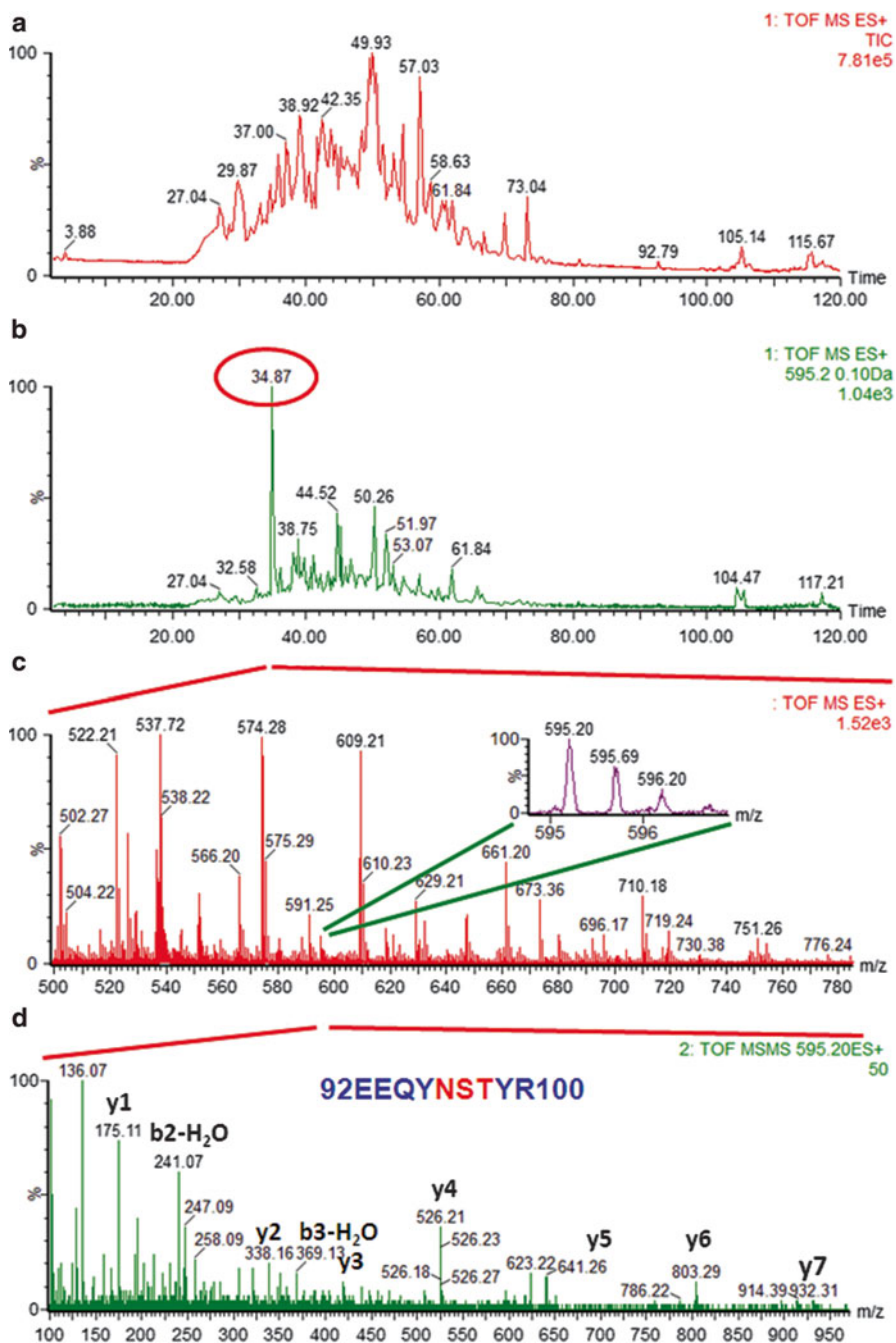 a
1: TOF MS ES+
TIC
7.81e5
100
%
0
3.88
27.04
29.87
37.00
38.92
42.35
49.93
57.03
58.63
61.84
73.04
92.79
105.14
115.67
Time
20.00 40.00 60.00 80.00 100.00 120.00
b
1: TOF MS ES+
595.2 0.10Da
1.04e3
100
%
0
27.04
32.58
34.87
38.75
44.52
50.26
51.97
53.07
61.84
104.47
117.21
Time
20.00 40.00 60.00 80.00 100.00 120.00
c
: TOF MS ES+
1.52e3
100
%
0
502.27
504.22
522.21
537.72
538.22
566.20
574.28
575.29
591.25
609.21
610.23
629.21
661.20
673.36
696.17
710.18
719.24
730.38
751.26
776.24
100
%
0
595.20
595.69
596.20
595 596
m/z
500 520 540 560 580 600 620 640 660 680 700 720 740 760 780
m/z
d
2: TOF MSMS 595.20ES+
50
92EEQYNSTYR100
100
%
0
136.07
y1
175.11
b2-H₂O
241.07
247.09
258.09
y2
338.16
b3-H₂O
369.13
y3
y4
526.21
526.23
526.18
526.27
623.22
641.26
y5
786.22
y6
803.29
914.39
y7
932.31
100 150 200 250 300 350 400 450 500 550 600 650 700 750 800 850 900 950
m/z